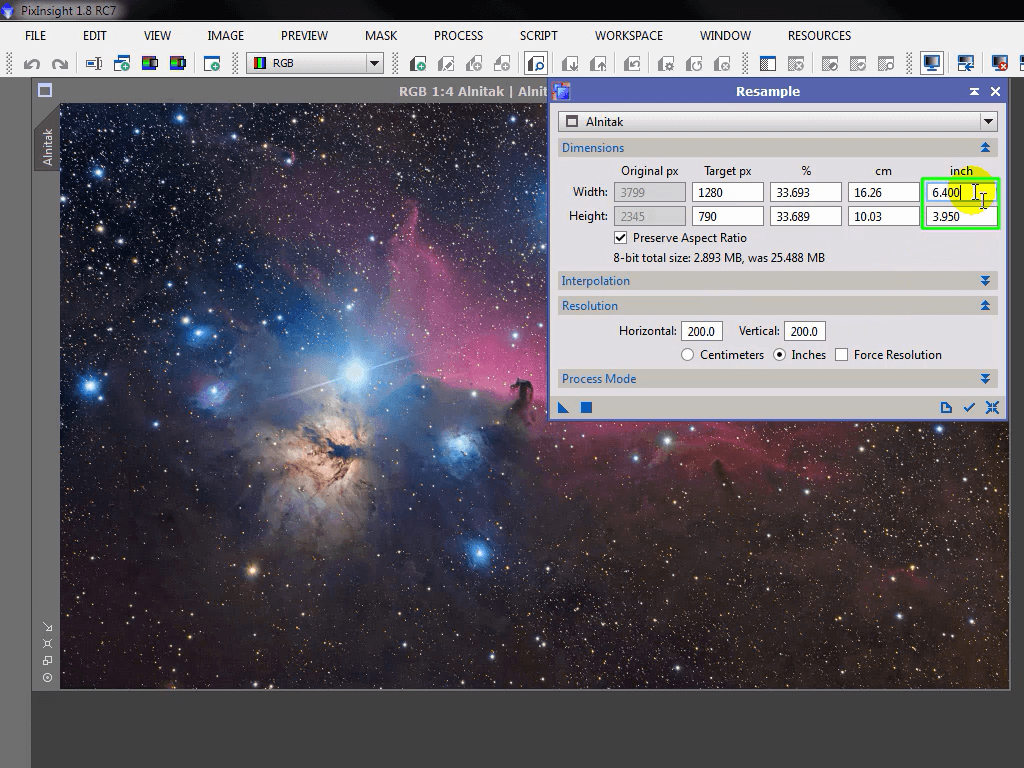 PixInsight 1.8 RC7
FILE EDIT VIEW IMAGE PREVIEW MASK PROCESS SCRIPT WORKSPACE WINDOW RESOURCES
RGB
RGB 1:4 Alnitak | Alnit
Alnitak
Resample
Alnitak
Dimensions
Original px Target px % cm inch
Width: 3799 1280 33.693 16.26 6.400
Height: 2345 790 33.689 10.03 3.950
Preserve Aspect Ratio
8-bit total size: 2.893 MB, was 25.488 MB
Interpolation
Resolution
Horizontal: 200.0 Vertical: 200.0
Centimeters Inches Force Resolution
Process Mode